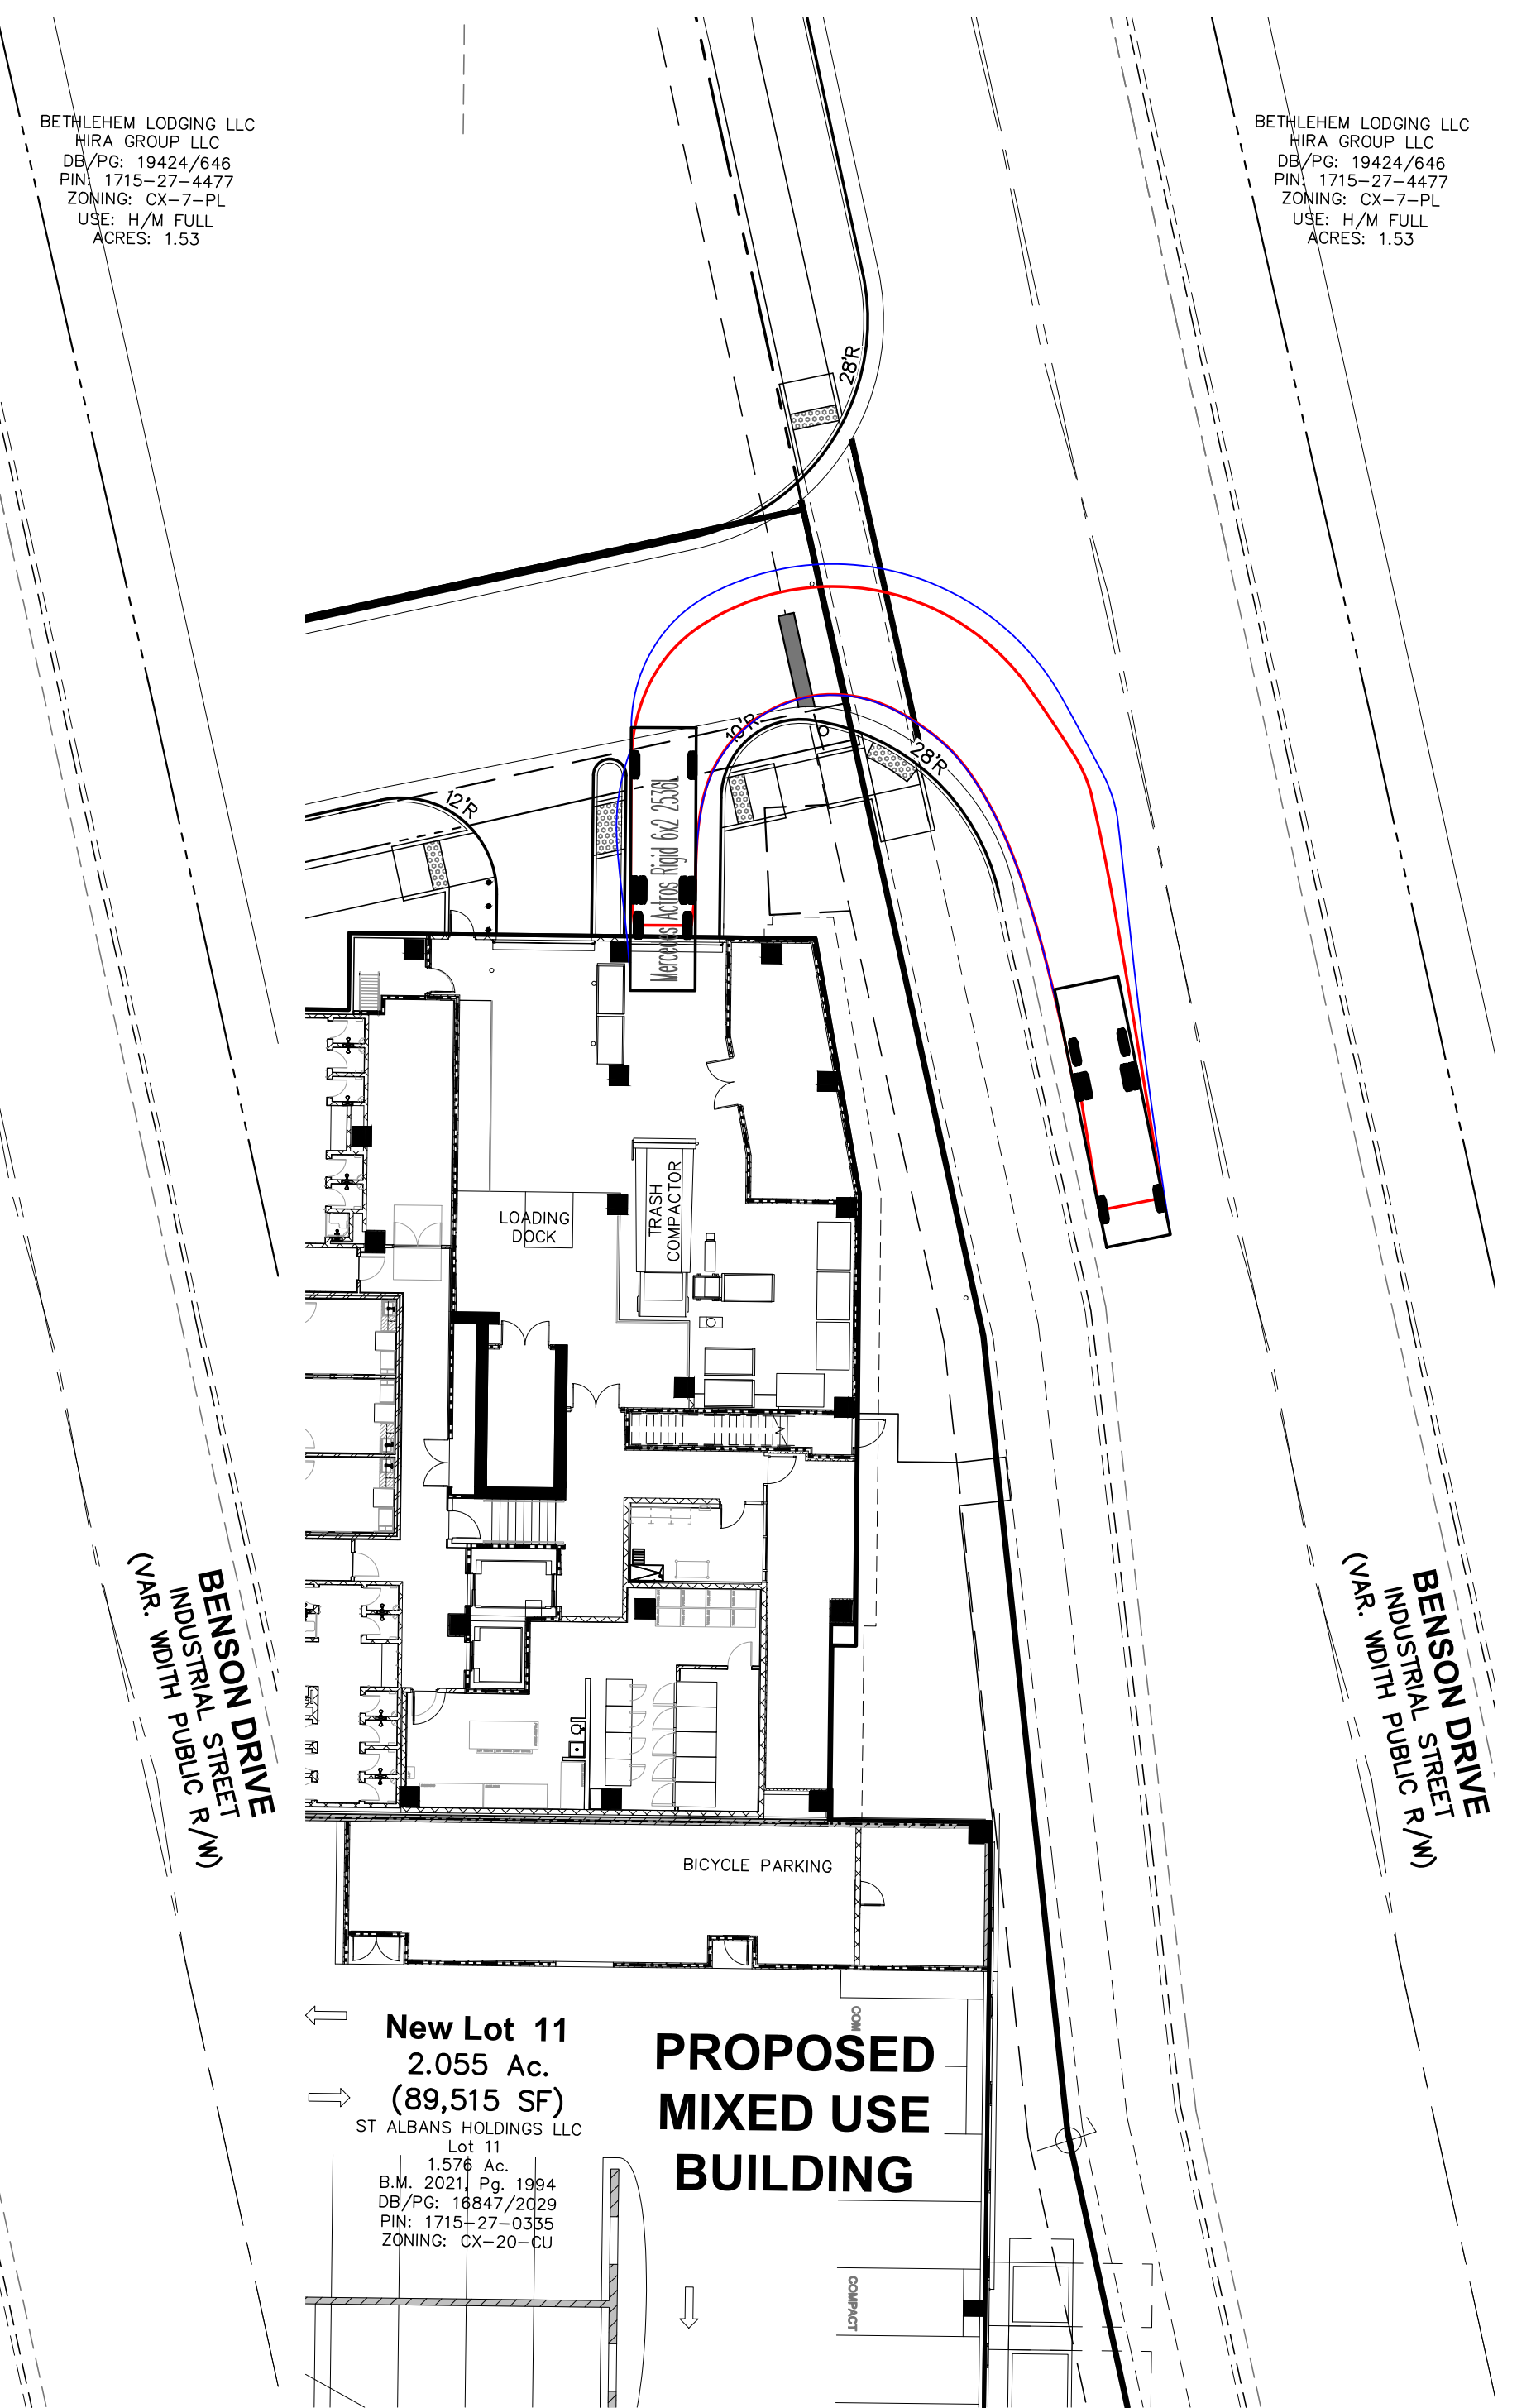 BETHLEHEM LODGING LLC
HIRA GROUP LLC
DB/PG: 19424/646
PIN: 1715-27-4477
ZONING: CX-7-PL
USE: H/M FULL
ACRES: 1.53
BETHLEHEM LODGING LLC
HIRA GROUP LLC
DB/PG: 19424/646
PIN: 1715-27-4477
ZONING: CX-7-PL
USE: H/M FULL
ACRES: 1.53
28'R
10'R
28'R
12'R
Mercedes Actros Rigid 6x2 2536L
LOADING
DOCK
TRASH
COMPACTOR
BENSON DRIVE
INDUSTRIAL STREET
(VAR. WDITH PUBLIC R/W)
BENSON DRIVE
INDUSTRIAL STREET
(VAR. WDITH PUBLIC R/W)
BICYCLE PARKING
New Lot 11
2.055 Ac.
(89,515 SF)
ST ALBANS HOLDINGS LLC
Lot 11
1.576 Ac.
B.M. 2021, Pg. 1994
DB/PG: 16847/2029
PIN: 1715-27-0335
ZONING: CX-20-CU
PROPOSED
MIXED USE
BUILDING
COM
COMPACT